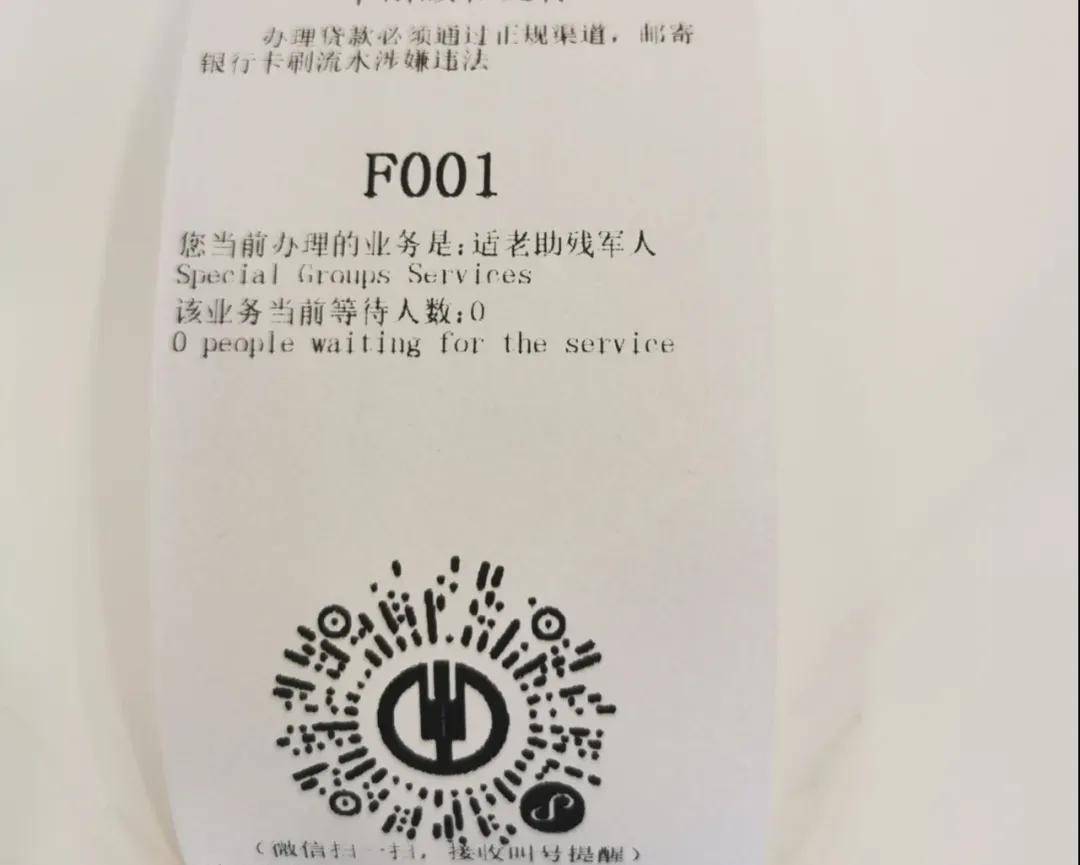 办理贷款必须通过正规渠道，邮寄
银行卡刷流水涉嫌违法
F001
您当前办理的业务是:适老助残军人
Special Groups Services
该业务当前等待人数:0
0 people waiting for the service
（微信扫一扫，接收叫号提醒）